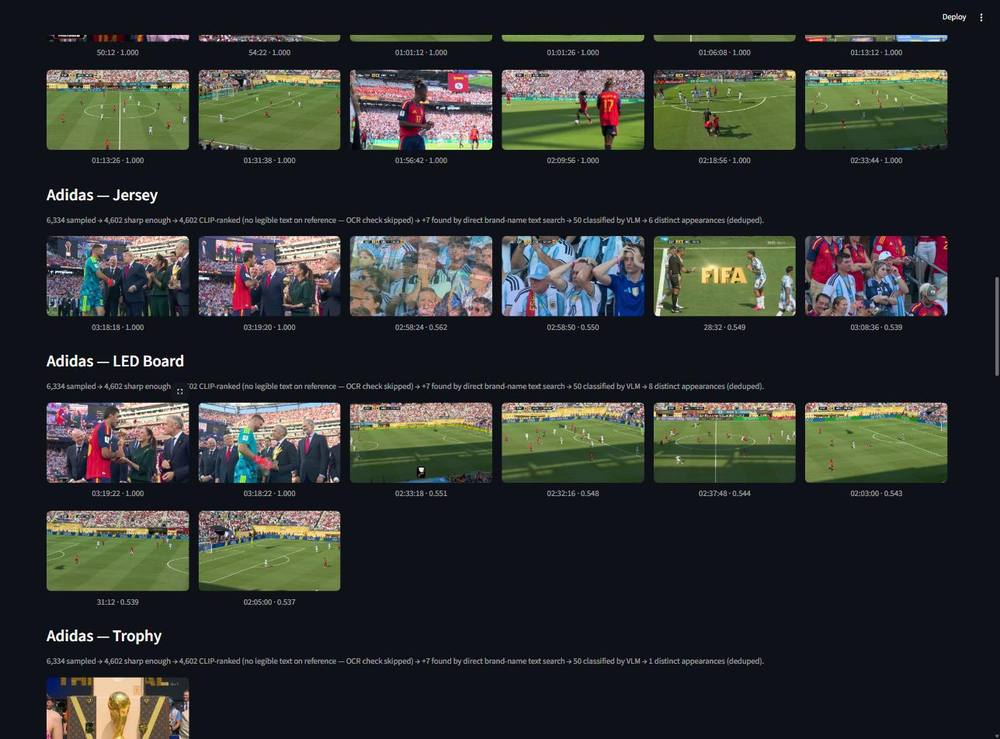 Deploy
50:12 · 1.000
54:22 · 1.000
01:01:12 · 1.000
01:01:26 · 1.000
01:06:08 · 1.000
01:13:12 · 1.000
01:13:26 · 1.000
01:31:38 · 1.000
01:56:42 · 1.000
02:09:56 · 1.000
02:18:56 · 1.000
02:33:44 · 1.000
17
Adidas — Jersey
6,334 sampled → 4,602 sharp enough → 4,602 CLIP-ranked (no legible text on reference — OCR check skipped) → +7 found by direct brand-name text search → 50 classified by VLM → 6 distinct appearances (deduped).
FIFA
03:18:18 · 1.000
03:19:20 · 1.000
02:58:24 · 0.562
02:58:50 · 0.550
28:32 · 0.549
03:08:36 · 0.539
Adidas — LED Board
6,334 sampled → 4,602 sharp enough 02 CLIP-ranked (no legible text on reference — OCR check skipped) → +7 found by direct brand-name text search → 50 classified by VLM → 8 distinct appearances (deduped).
03:19:22 · 1.000
03:18:22 · 1.000
02:33:18 · 0.551
02:32:16 · 0.548
02:37:48 · 0.544
02:03:00 · 0.543
31:12 · 0.539
02:05:00 · 0.537
Adidas — Trophy
6,334 sampled → 4,602 sharp enough → 4,602 CLIP-ranked (no legible text on reference — OCR check skipped) → +7 found by direct brand-name text search → 50 classified by VLM → 1 distinct appearances (deduped).